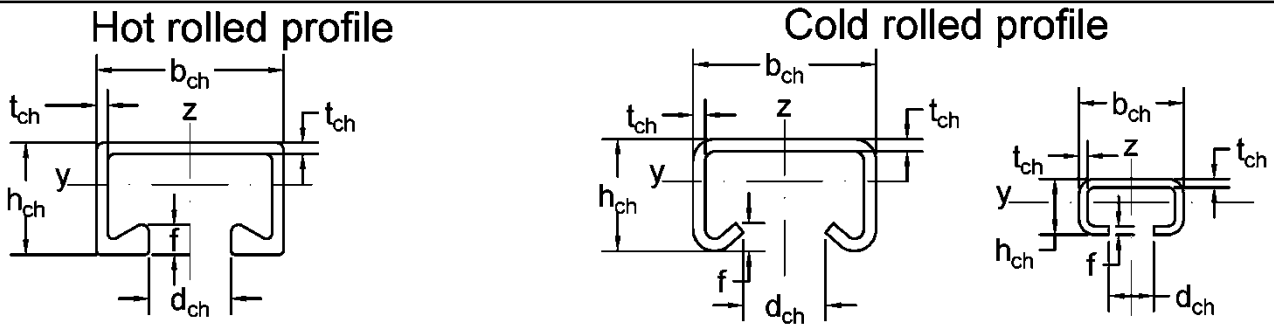 Hot rolled profile
b_ch
t_ch
z
t_ch
y
h_ch
f
d_ch
Cold rolled profile
b_ch
t_ch
z
t_ch
y
h_ch
f
d_ch
b_ch
t_ch
z
t_ch
y
h_ch
f
d_ch